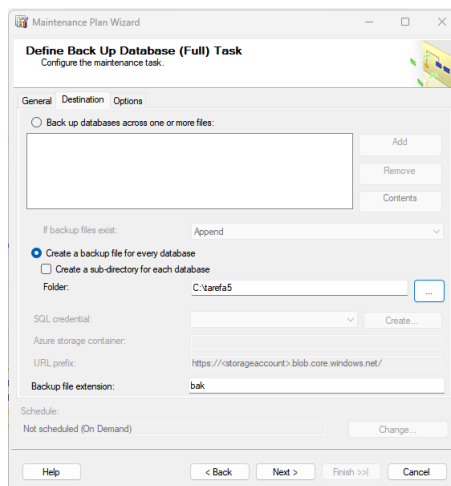 Maintenance Plan Wizard
Define Back Up Database (Full) Task
Configure the maintenance task.
General Destination Options
Back up databases across one or more files:
Add
Remove
Contents
If backup files exist: Append
Create a backup file for every database
Create a sub-directory for each database
Folder: C:\tarefa5 ...
SQL credential: Create...
Azure storage container:
URL prefix: https://<storageaccount>.blob.core.windows.net/
Backup file extension: bak
Schedule:
Not scheduled (On Demand) Change...
Help < Back Next > Finish >>| Cancel